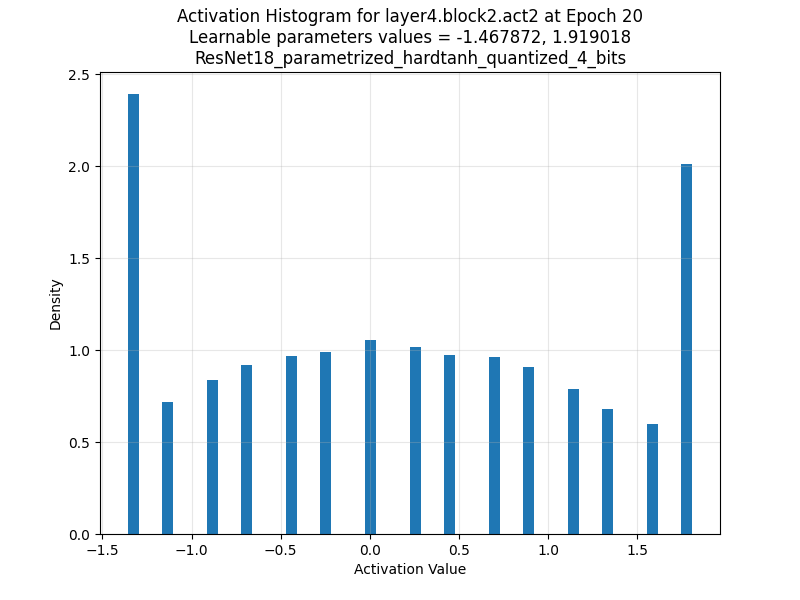 Activation Histogram for layer4.block2.act2 at Epoch 20
Learnable parameters values = -1.467872, 1.919018
ResNet18_parametrized_hardtanh_quantized_4_bits
2.5
2.0
1.5
1.0
0.5
0.0
Density
−1.5 −1.0 −0.5 0.0 0.5 1.0 1.5
Activation Value